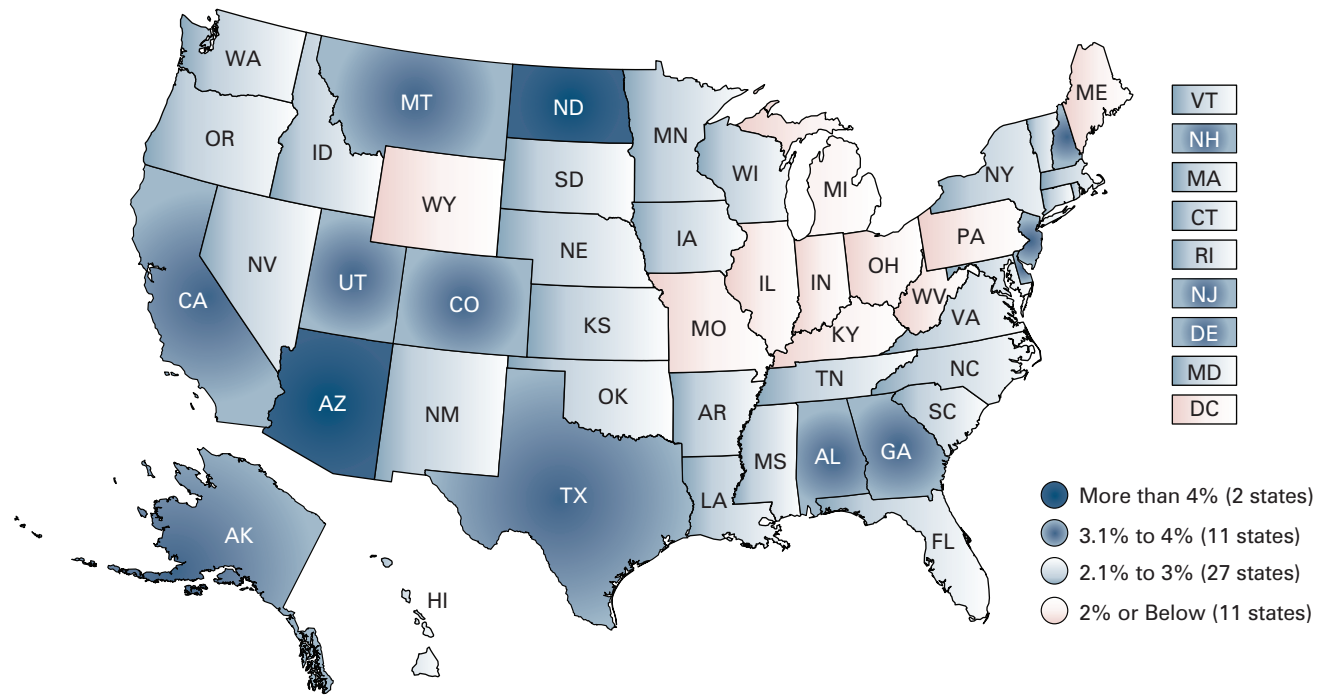 WA
MT
ND
MN
ME
VT
OR
ID
SD
WI
MI
NY
NH
WY
MA
NV
NE
IA
PA
CT
UT
CO
IL
IN
OH
WV
RI
CA
KS
MO
KY
VA
NJ
DE
AZ
NM
OK
AR
TN
NC
MD
SC
DC
TX
LA
MS
AL
GA
FL
AK
HI
More than 4% (2 states)
3.1% to 4% (11 states)
2.1% to 3% (27 states)
2% or Below (11 states)